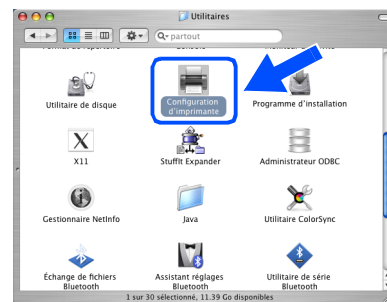 Utilitaires
partout
Utilitaire de disque
Configuration
d'imprimante
Programme d'installation
X11
StuffIt Expander
Administrateur ODBC
Gestionnaire NetInfo
Java
Utilitaire ColorSync
Échange de fichiers
Bluetooth
Assistant réglages
Bluetooth
Utilitaire de série
Bluetooth
1 sur 30 sélectionné, 11.39 Go disponibles